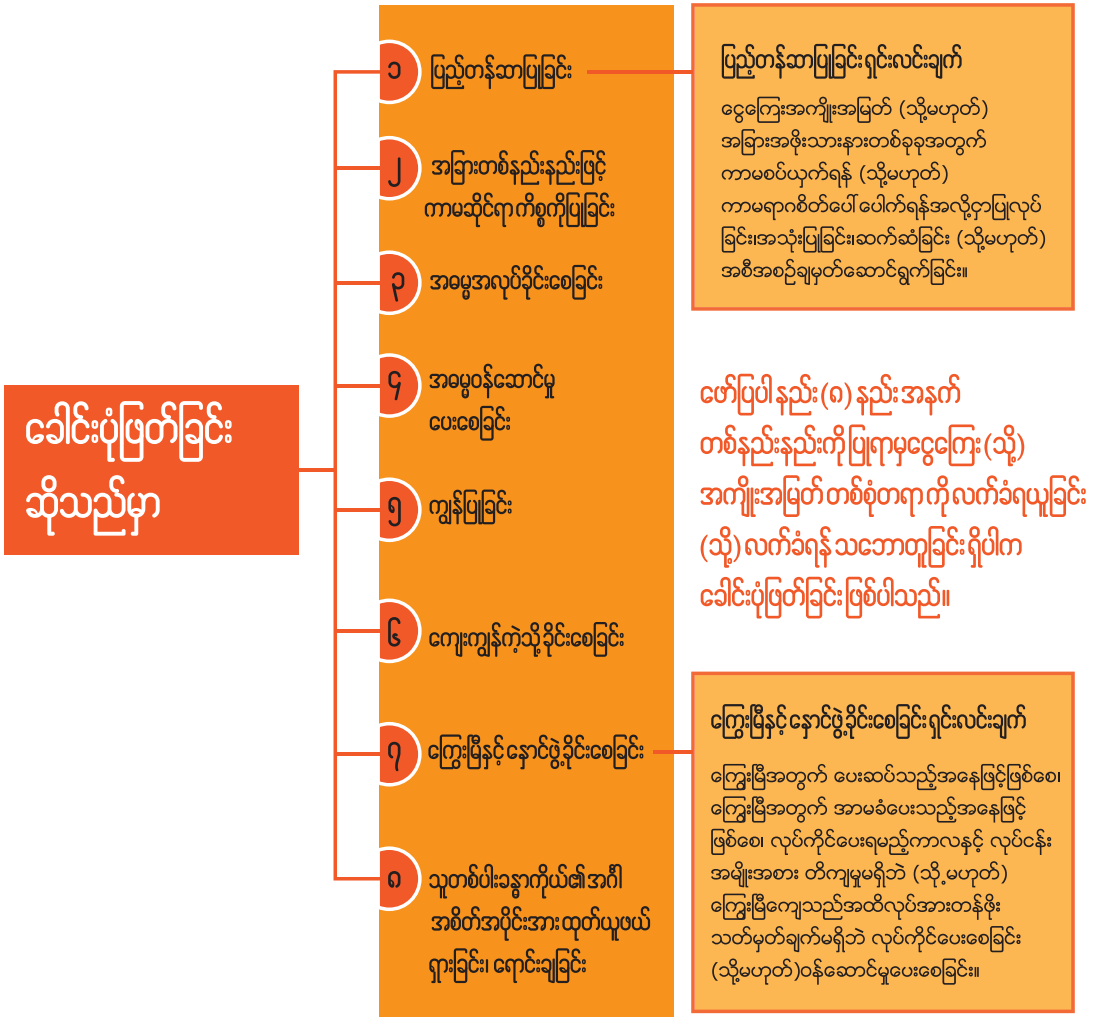 ခေါင်းပုံဖြတ်ခြင်း
ဆိုသည်မှာ
၁
ပြည့်တန်ဆာပြုခြင်း
၂
အခြားတစ်နည်းနည်းဖြင့်
ကာမဆိုင်ရာ ကိစ္စကိုပြုခြင်း
၃
အဓမ္မအလုပ်ခိုင်းစေခြင်း
၄
အဓမ္မဝန်ဆောင်မှု
ပေးစေခြင်း
၅
ကျွန်ပြုခြင်း
၆
ကျေးကျွန်ကဲ့သို့ ခိုင်းစေခြင်း
၇
ကြွေးမြီနှင့် နှောင်ဖွဲ့ခိုင်းစေခြင်း
၈
သူတစ်ပါးခန္ဓာကိုယ်၏ အင်္ဂါ
အစိတ်အပိုင်းအား ထုတ်ယူဖယ်
ရှားခြင်း၊ ရောင်းချခြင်း
ပြည့်တန်ဆာပြုခြင်း ရှင်းလင်းချက်
ငွေကြေးအကျိုးအမြတ် (သို့မဟုတ်)
အခြားအဖိုးသားနားတစ်ခုခုအတွက်
ကာမစပ်ယှက်ရန် (သို့မဟုတ်)
ကာမရာဂစိတ်ပေါ်ပေါက်ရန်အလို့ငှာပြုလုပ်
ခြင်း၊အသုံးပြုခြင်း၊ဆက်ဆံခြင်း (သို့မဟုတ်)
အစီအစဉ်ချမှတ်ဆောင်ရွက်ခြင်း။
ဖော်ပြပါ နည်း (၈) နည်း အနက်
တစ်နည်းနည်းကို ပြုရာမှငွေကြေး (သို့)
အကျိုးအမြတ် တစ်စုံတရာ ကို လက်ခံရယူခြင်း
(သို့) လက်ခံရန် သဘောတူခြင်း ရှိပါက
ခေါင်းပုံဖြတ်ခြင်း ဖြစ်ပါသည်။
ကြွေးမြီနှင့် နှောင်ဖွဲ့ခိုင်းစေခြင်း ရှင်းလင်းချက်
ကြွေးမြီအတွက် ပေးဆပ်သည့်အနေဖြင့်ဖြစ်စေ၊
ကြွေးမြီအတွက် အာမခံပေးသည့်အနေဖြင့်
ဖြစ်စေ၊ လုပ်ကိုင်ပေးရမည့်ကာလနှင့် လုပ်ငန်း
အမျိုးအစား တိကျမှုမရှိဘဲ (သို့မဟုတ်)
ကြွေးမြီကျေသည်အထိလုပ်အားတန်ဖိုး
သတ်မှတ်ချက်မရှိဘဲ လုပ်ကိုင်ပေးစေခြင်း
(သို့မဟုတ်)ဝန်ဆောင်မှုပေးစေခြင်း။